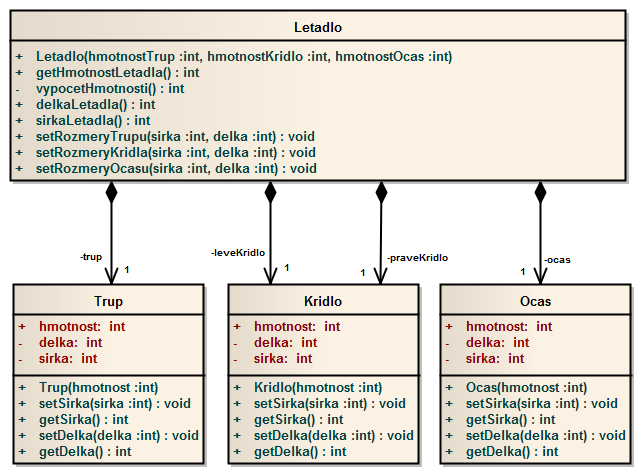 Letadlo
+ Letadlo(hmotnostTrup :int, hmotnostKridlo :int, hmotnostOcas :int)
+ getHmotnostLetadla() : int
- vypocetHmotnosti() : int
+ delkaLetadla() : int
+ sirkaLetadla() : int
+ setRozmeryTrupu(sirka :int, delka :int) : void
+ setRozmeryKridla(sirka :int, delka :int) : void
+ setRozmeryOcasu(sirka :int, delka :int) : void
-trup
1
-leveKridlo
1
-praveKridlo
1
-ocas
1
Trup
+ hmotnost: int
- delka: int
- sirka: int
+ Trup(hmotnost :int)
+ setSirka(sirka :int) : void
+ getSirka() : int
+ setDelka(delka :int) : void
+ getDelka() : int
Kridlo
+ hmotnost: int
- delka: int
- sirka: int
+ Kridlo(hmotnost :int)
+ setSirka(sirka :int) : void
+ getSirka() : int
+ setDelka(delka :int) : void
+ getDelka() : int
Ocas
+ hmotnost: int
- delka: int
- sirka: int
+ Ocas(hmotnost :int)
+ setSirka(sirka :int) : void
+ getSirka() : int
+ setDelka(delka :int) : void
+ getDelka() : int